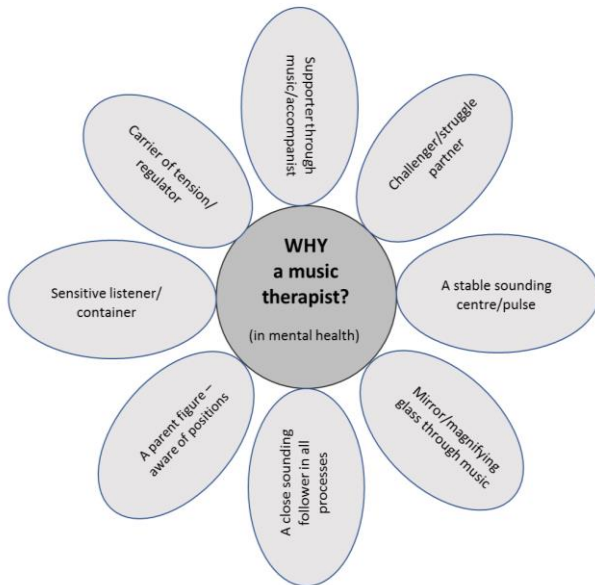 WHY
a music
therapist?
(in mental health)
Supporter through
music/accompanist
Challenger/struggle
partner
A stable sounding
centre/pulse
Mirror/magnifying
glass through music
A close sounding
follower in all
processes
A parent figure –
aware of positions
Sensitive listener/
container
Carrier of tension/
regulator